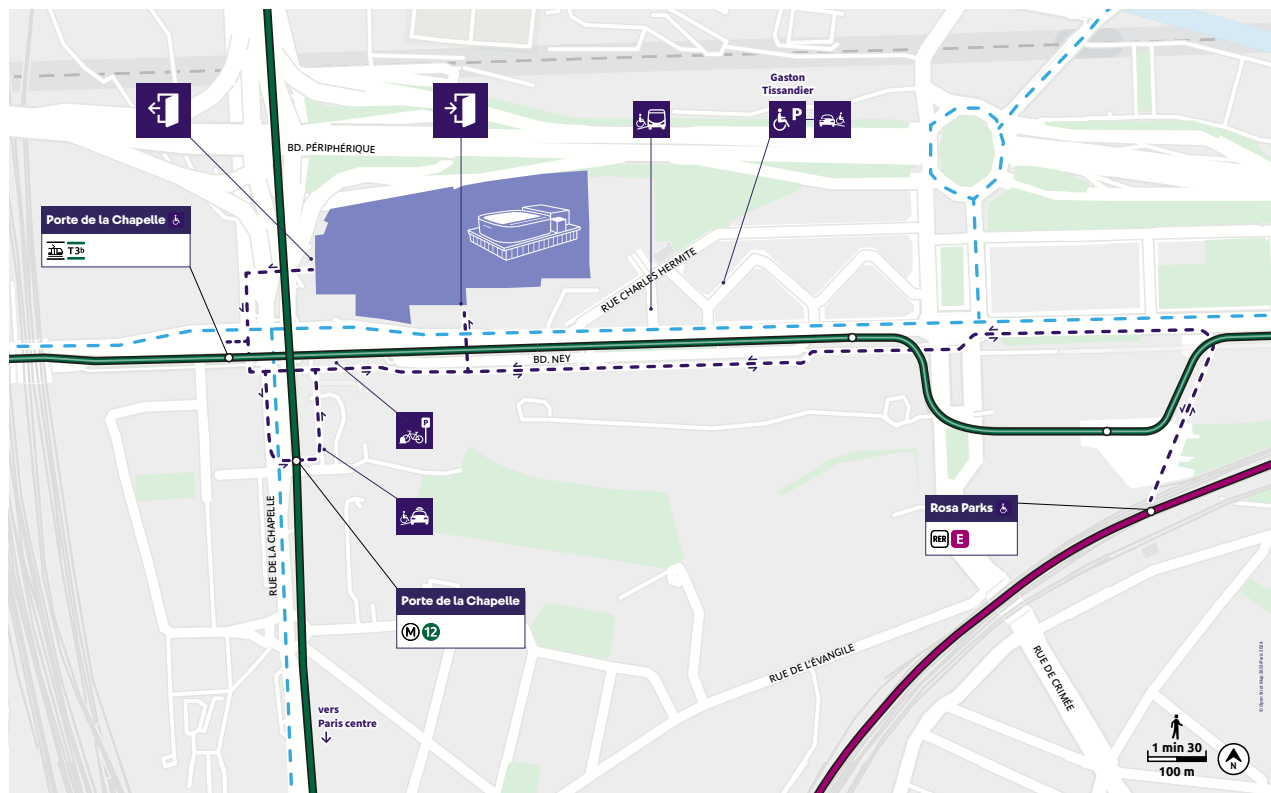 Gaston
Tissandier
P
BD. PÉRIPHÉRIQUE
Porte de la Chapelle
T3b
RUE CHARLES HERMITE
BD. NEY
P
RUE DE LA CHAPELLE
Rosa Parks
RER E
Porte de la Chapelle
M 12
RUE DE L'ÉVANGILE
RUE DE CRIMÉE
vers
Paris centre
1 min 30
100 m
N